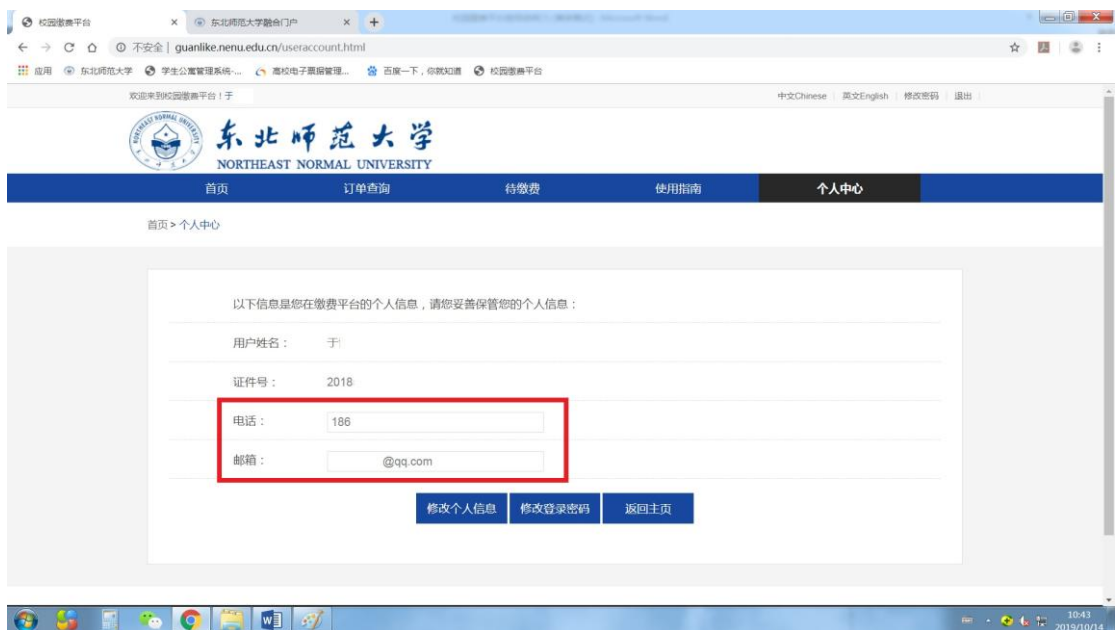 校园缴费平台
东北师范大学融合门户
不安全 | guanlike.nenu.edu.cn/useraccount.html
应用 东北师范大学 学生公寓管理系统-... 高校电子票据管理... 百度一下，你就知道 校园缴费平台
欢迎来到校园缴费平台！于 中文Chinese 英文English 修改密码 退出
东北师范大学
NORTHEAST NORMAL UNIVERSITY
首页 订单查询 待缴费 使用指南 个人中心
首页 > 个人中心
以下信息是您在缴费平台的个人信息，请您妥善保管您的个人信息：
用户姓名： 于
证件号： 2018
电话： 186
邮箱： @qq.com
修改个人信息 修改登录密码 返回主页
10:43
2019/10/14